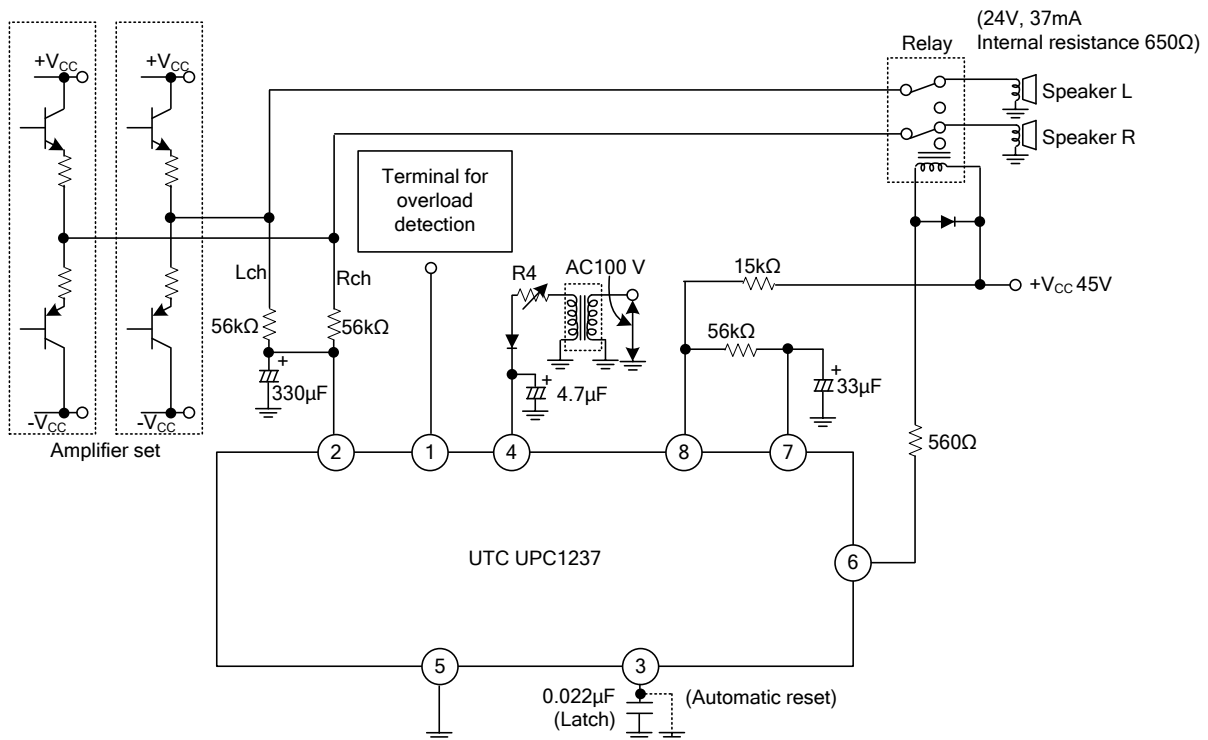 (24V, 37mA
Internal resistance 650Ω)
Relay
+VCC
+VCC
Speaker L
Speaker R
Terminal for
overload
detection
Lch
Rch
R4
AC100 V
15kΩ
+VCC 45V
56kΩ
56kΩ
56kΩ
330μF
+
4.7μF
+
33μF
+
-VCC
-VCC
Amplifier set
560Ω
2
1
4
8
7
UTC UPC1237
6
5
3
0.022μF
(Latch)
(Automatic reset)